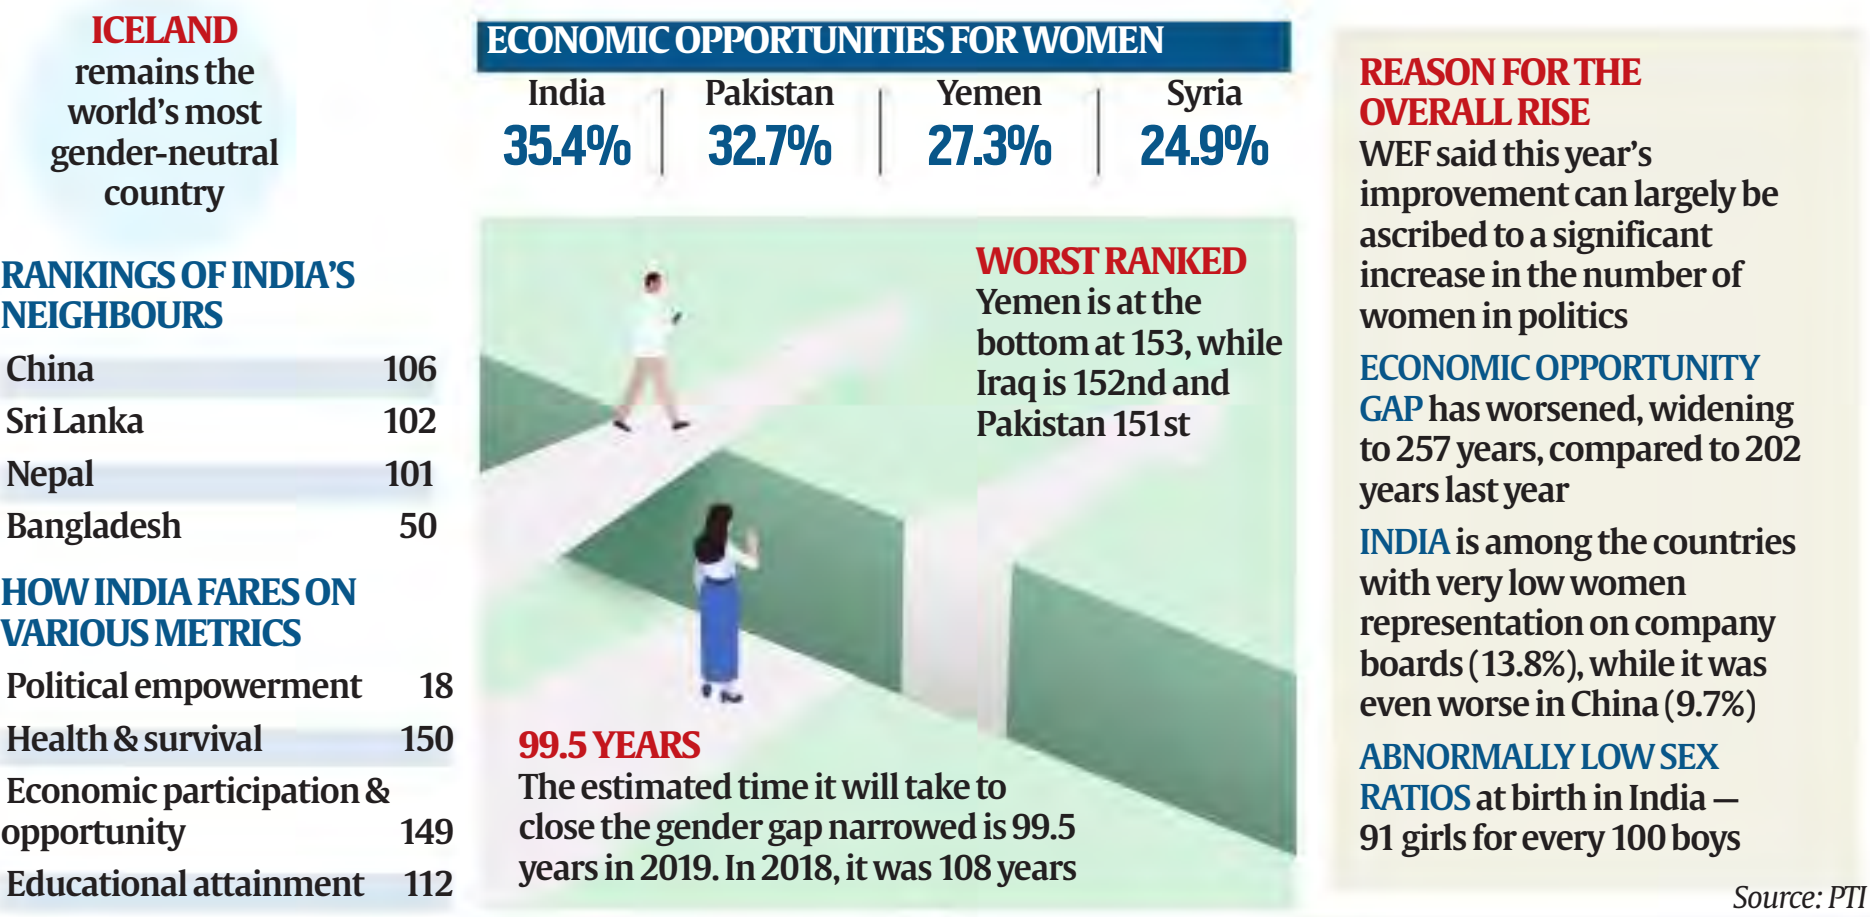 ICELAND
remains the
world's most
gender-neutral
country
RANKINGS OF INDIA'S
NEIGHBOURS
China 106
Sri Lanka 102
Nepal 101
Bangladesh 50
HOW INDIA FARES ON
VARIOUS METRICS
Political empowerment 18
Health & survival 150
Economic participation &
opportunity 149
Educational attainment 112
ECONOMIC OPPORTUNITIES FOR WOMEN
India Pakistan Yemen Syria
35.4% 32.7% 27.3% 24.9%
WORST RANKED
Yemen is at the
bottom at 153, while
Iraq is 152nd and
Pakistan 151st
99.5 YEARS
The estimated time it will take to
close the gender gap narrowed is 99.5
years in 2019. In 2018, it was 108 years
REASON FOR THE
OVERALL RISE
WEF said this year's
improvement can largely be
ascribed to a significant
increase in the number of
women in politics
ECONOMIC OPPORTUNITY
GAP has worsened, widening
to 257 years, compared to 202
years last year
INDIA is among the countries
with very low women
representation on company
boards (13.8%), while it was
even worse in China (9.7%)
ABNORMALLY LOW SEX
RATIOS at birth in India —
91 girls for every 100 boys
Source: PTI